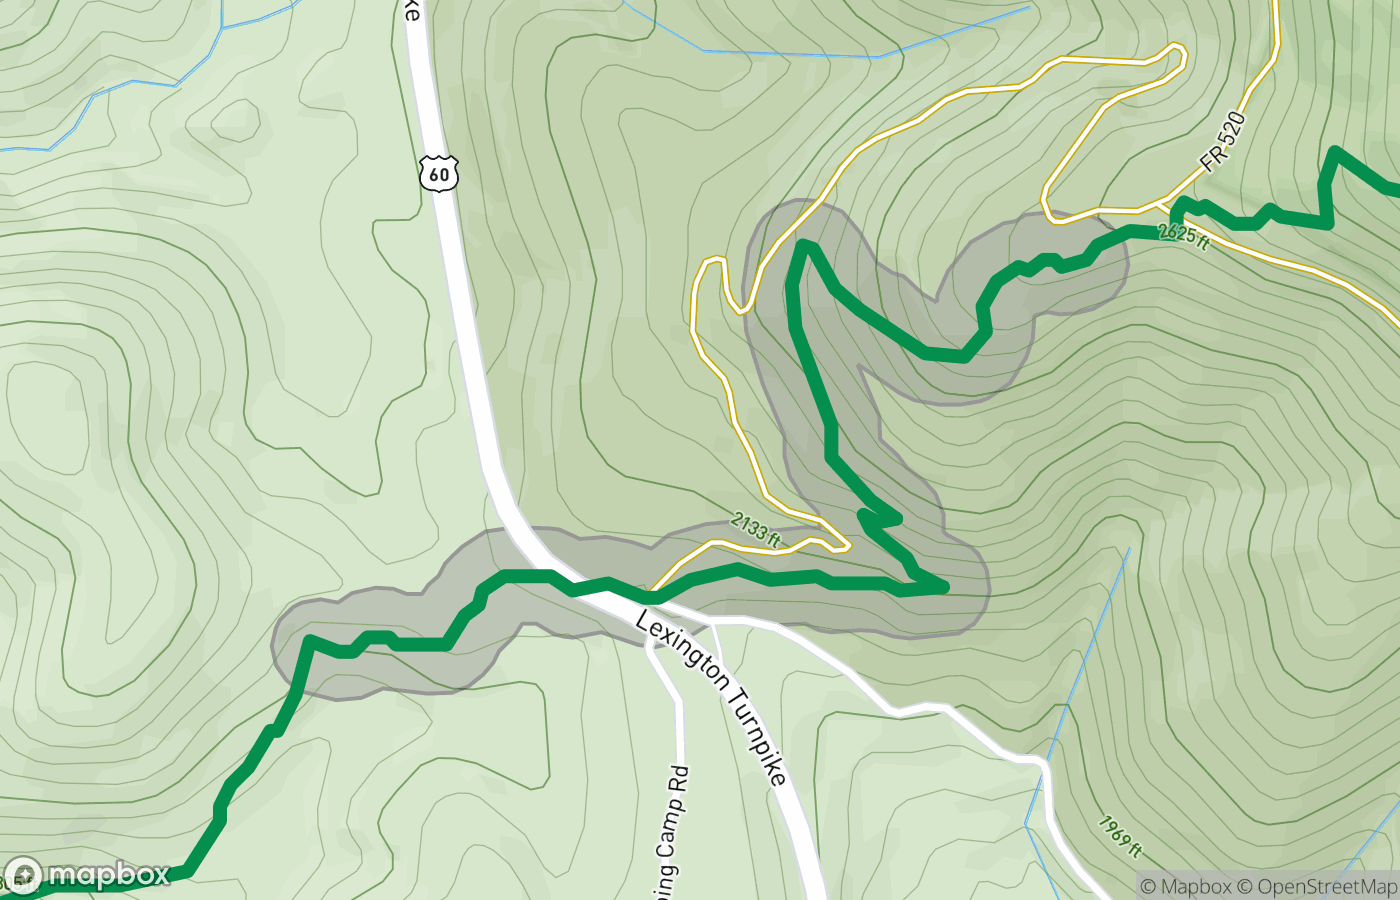 60
FR 520
2625 ft
2133 ft
Lexington Turnpike
Camp Rd
1969 ft
mapbox
© Mapbox © OpenStreetMap